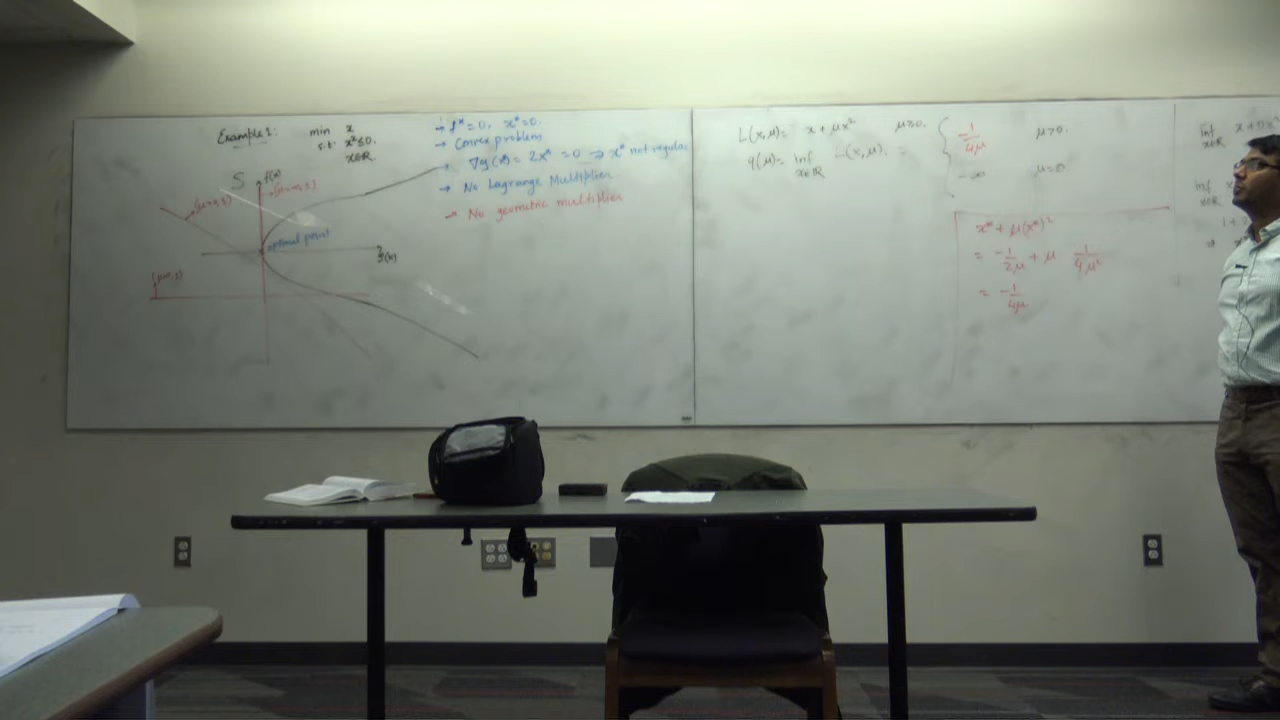 Example 1: min x
s.t. x² ≤ 0.
x∈ℝ
→ f* = 0, x* = 0.
→ Convex problem
→ ∇g(x*) = 2x* = 0 → x* not regular
→ No Lagrange Multiplier
→ No geometric multiplier
S
f(x)
optimal point
g(x)
L(x,μ) = x + μx² μ≥0.
q(μ) = inf L(x,μ). =
x∈ℝ
-1/4μ μ>0.
-∞ μ=0
x* + μ(x*)²
= -1/2μ + μ 1/4μ²
= -1/4μ
inf x + 0x²
x∈ℝ
inf x
x∈ℝ